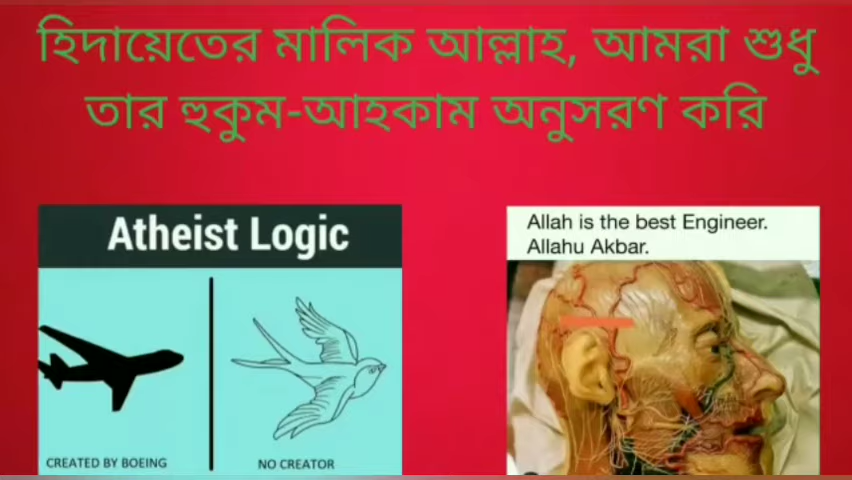 হিদায়েতের মালিক আল্লাহ, আমরা শুধু
তার হুকুম-আহকাম অনুসরণ করি
Atheist Logic
CREATED BY BOEING
NO CREATOR
Allah is the best Engineer.
Allahu Akbar.